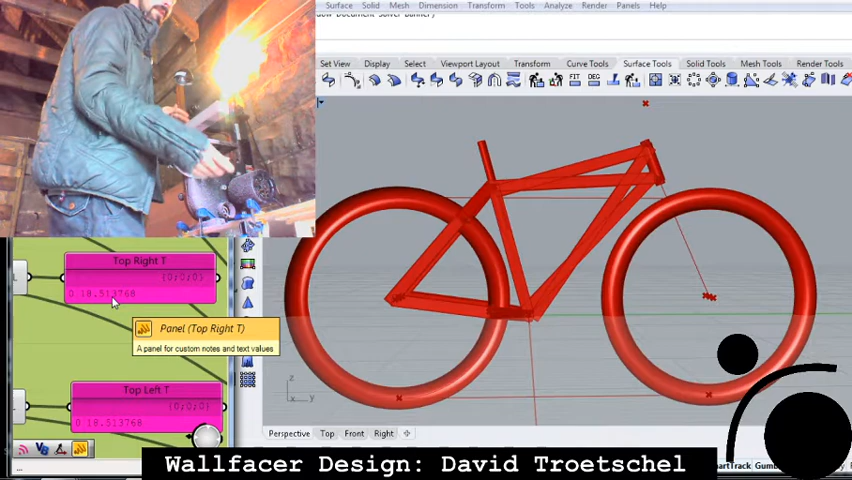 Surface Solid Mesh Dimension Transform Tools Analyze Render Panels Help
Set View Display Select Viewport Layout Transform Curve Tools Surface Tools Solid Tools Mesh Tools Render Tools
FIT DEG
Top Right T
{0;0;0}
0 18.513768
Panel (Top Right T)
A panel for custom notes and text values
Top Left T
{0;0;0}
0 18.513768
z
x y
Perspective Top Front Right
Wallfacer Design: David Troetschel